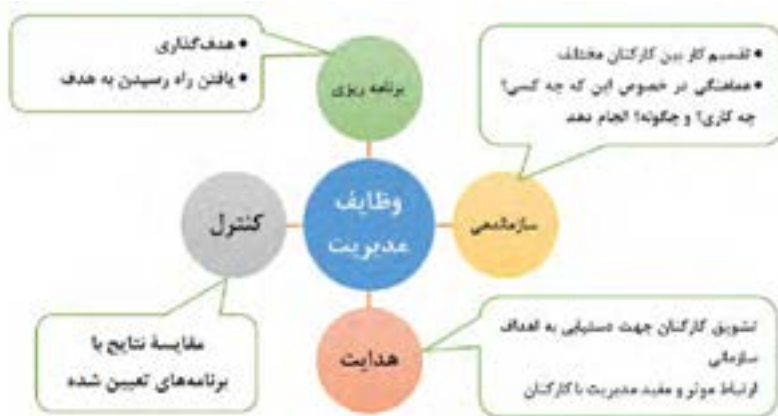 • هدف‌گذاری
• یافتن راه رسیدن به هدف
برنامه ریزی
• تقسیم کار بین کارکنان مختلف
• هماهنگی در خصوص این که چه کسی؟
چه کاری؟ و چگونه؟ انجام دهد
سازماندهی
وظایف
مدیریت
کنترل
مقایسهٔ نتایج با
برنامه‌های تعیین شده
هدایت
تشویق کارکنان جهت دستیابی به اهداف
سازمانی
ارتباط موثر و مفید مدیریت با کارکنان